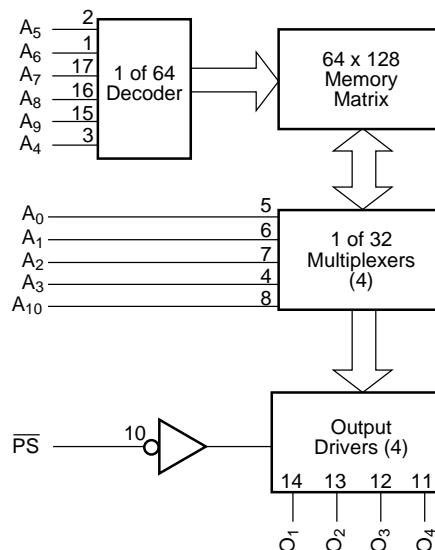 A5 2
A6 1
A7 17
A8 16
A9 15
A4 3
1 of 64
Decoder
64 x 128
Memory
Matrix
A0 5
A1 6
A2 7
A3 4
A10 8
1 of 32
Multiplexers
(4)
PS 10
Output
Drivers (4)
14 13 12 11
O1 O2 O3 O4